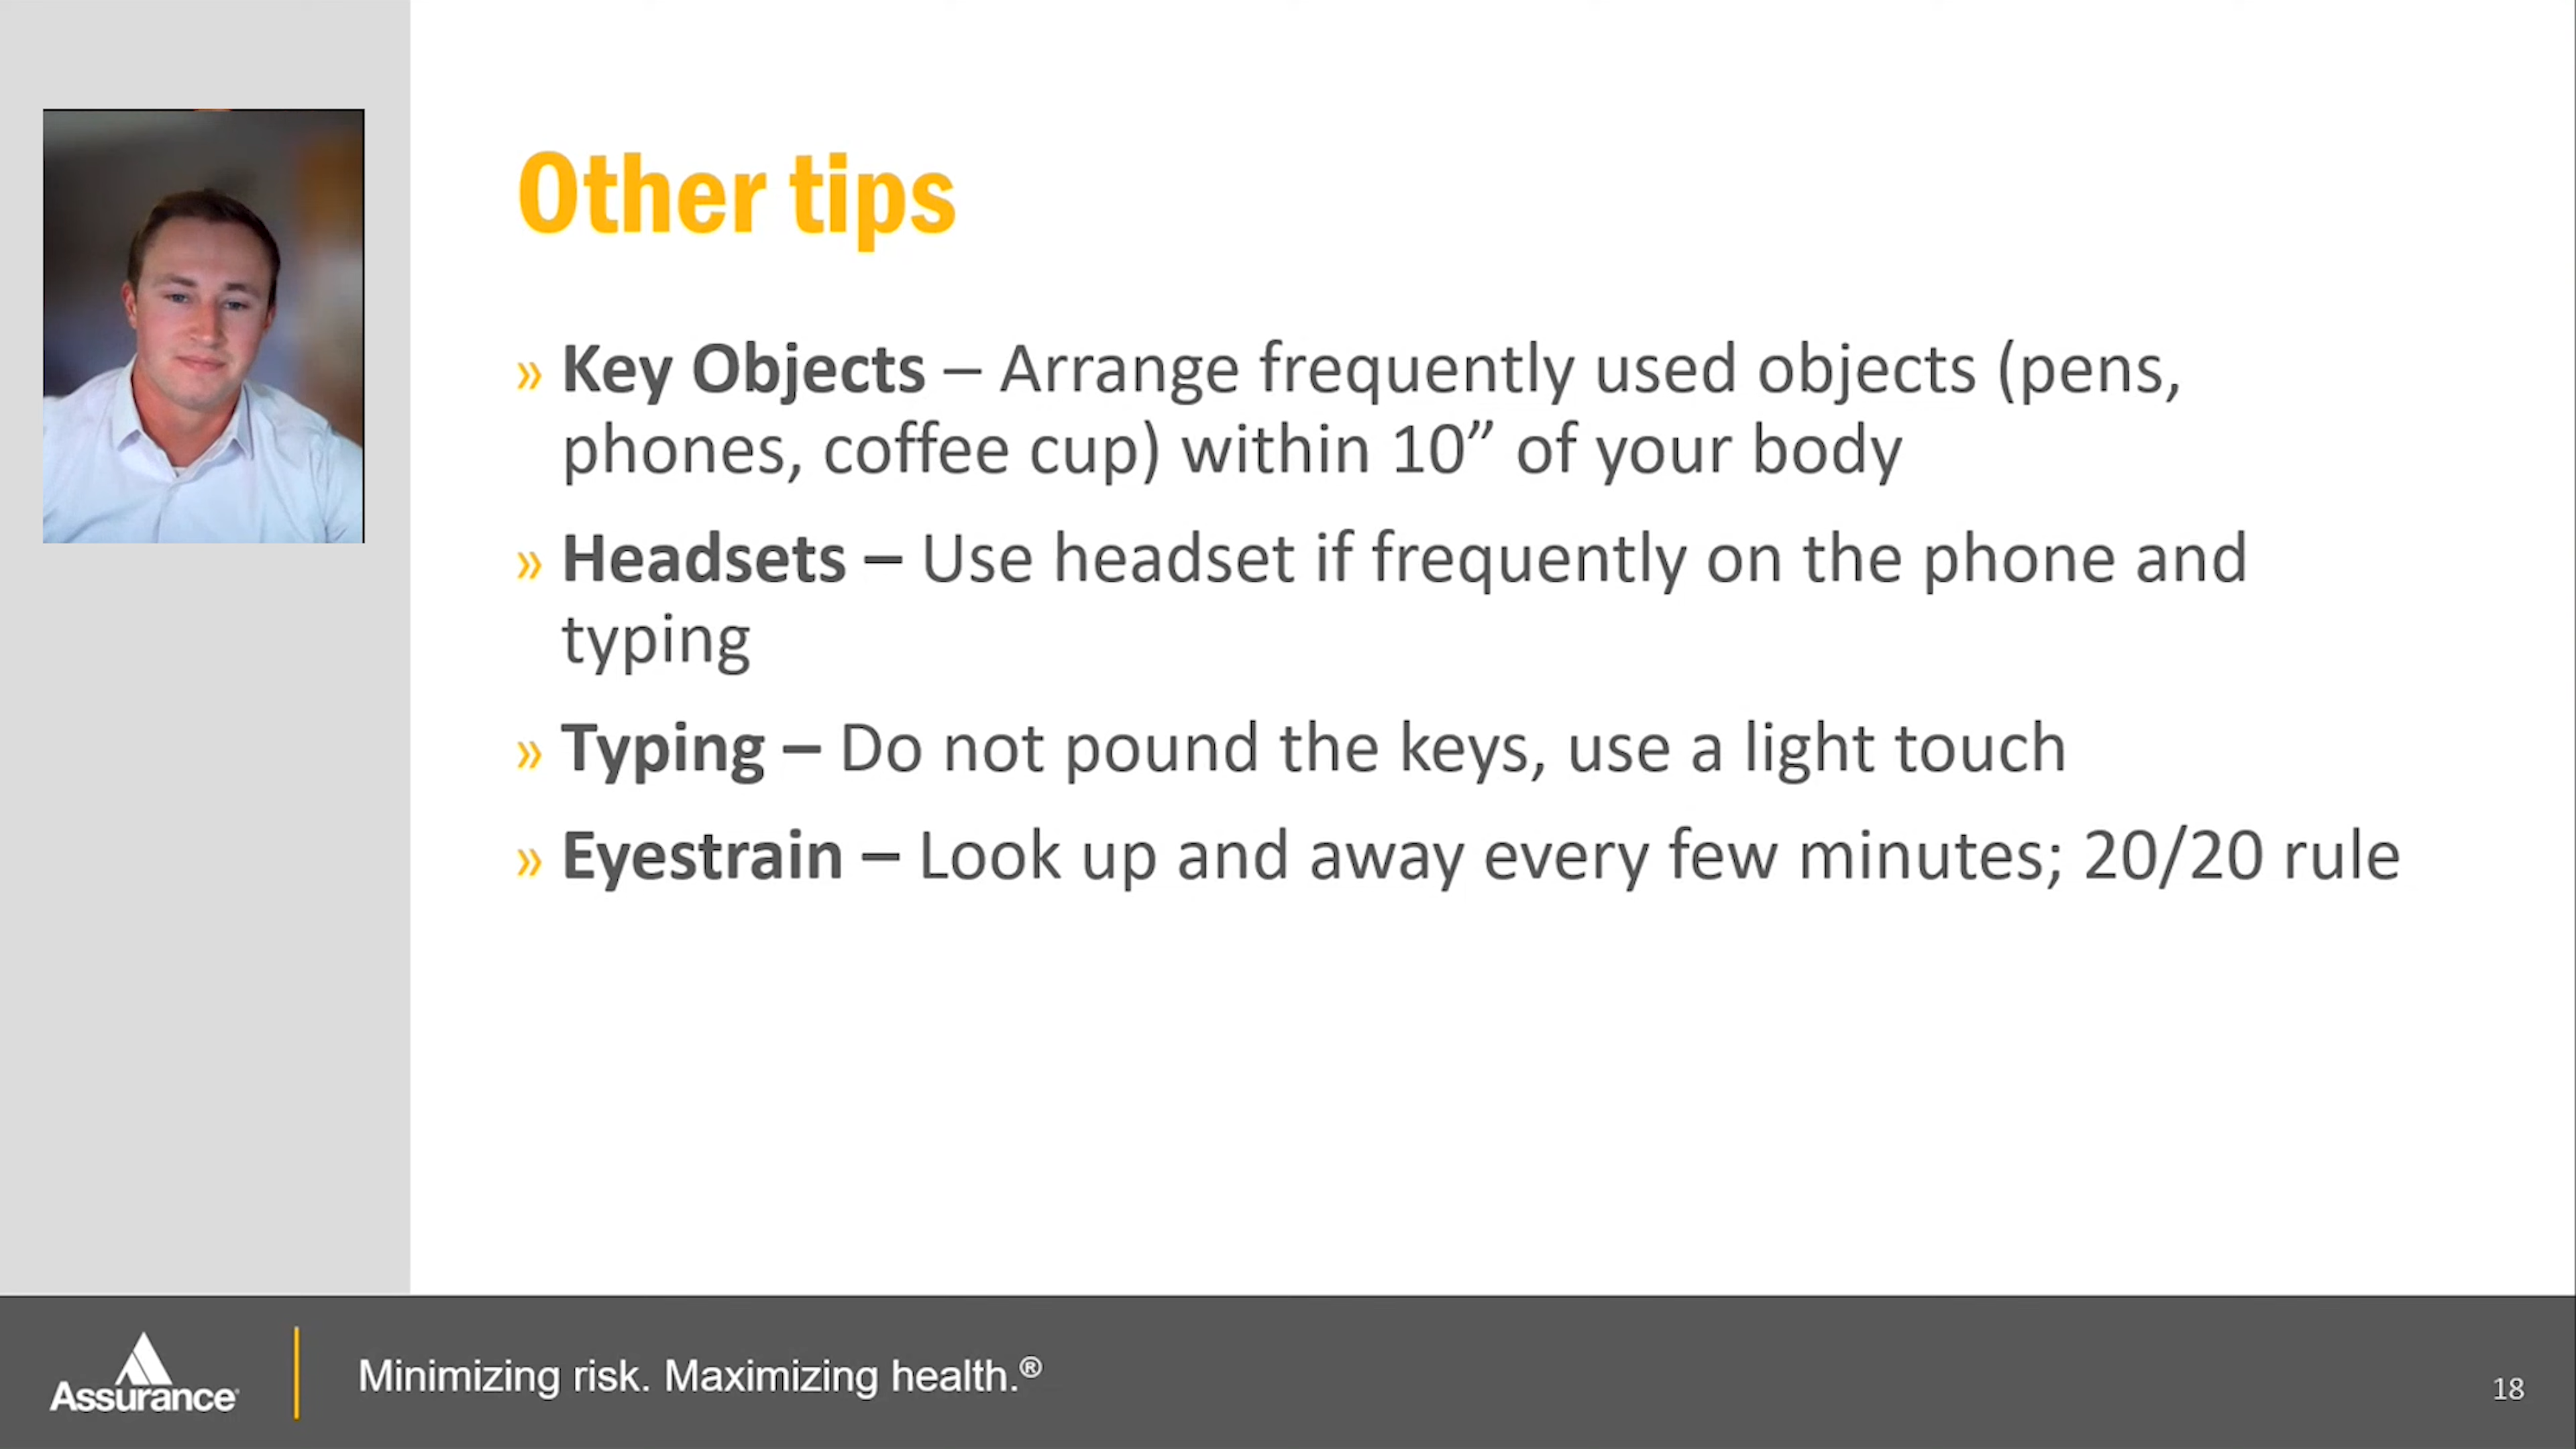 Other tips
» Key Objects – Arrange frequently used objects (pens,
phones, coffee cup) within 10” of your body
» Headsets – Use headset if frequently on the phone and
typing
» Typing – Do not pound the keys, use a light touch
» Eyestrain – Look up and away every few minutes; 20/20 rule
Assurance
Minimizing risk. Maximizing health.®
18